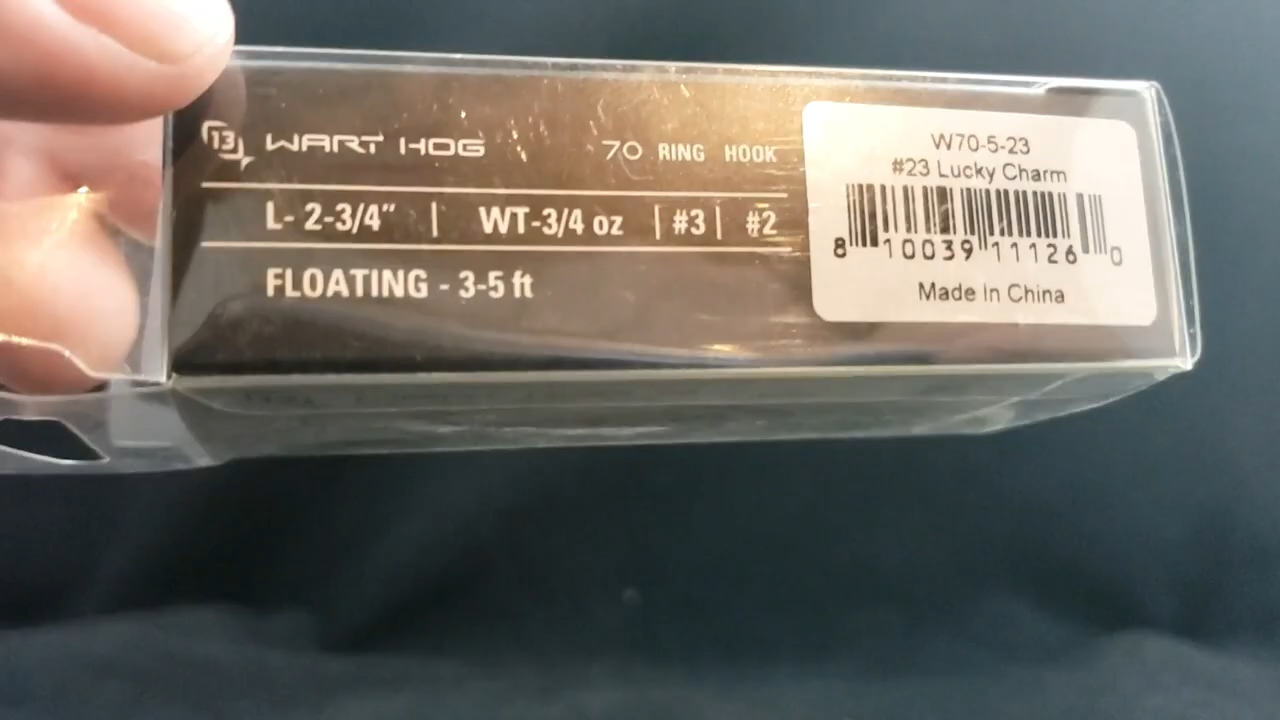 13 WART HOG 70 RING HOOK
L- 2-3/4" | WT-3/4 oz | #3 | #2
FLOATING - 3-5 ft
W70-5-23
#23 Lucky Charm
8 10039 11126 0
Made In China